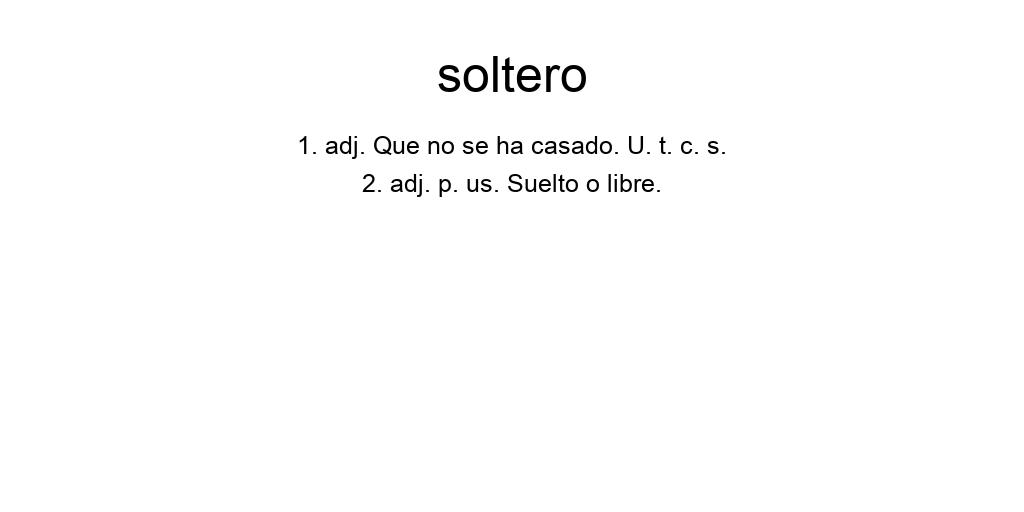 soltero
1. adj. Que no se ha casado. U. t. c. s.
2. adj. p. us. Suelto o libre.